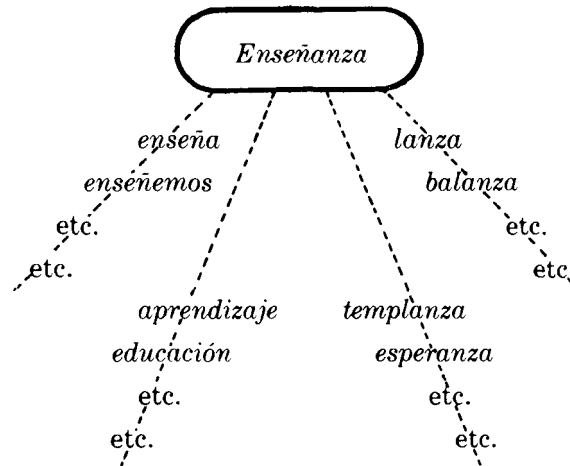 Enseñanza
enseña
enseñemos
etc.
etc.
aprendizaje
educación
etc.
etc.
templanza
esperanza
etc.
etc.
lanza
balanza
etc.
etc.